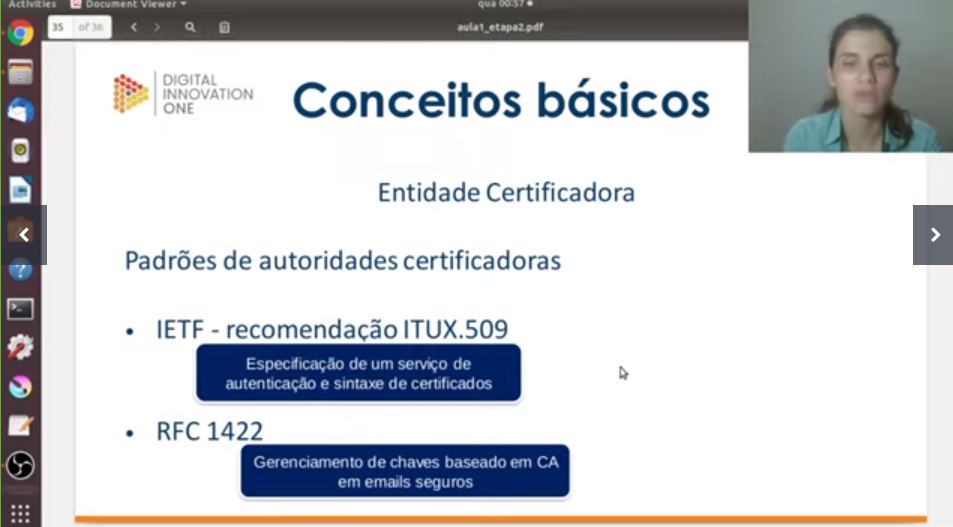 Activities
Document Viewer
qua 00:57
35 of 36
aula1_etapa2.pdf
DIGITAL
INNOVATION
ONE
Conceitos básicos
Entidade Certificadora
Padrões de autoridades certificadoras
• IETF - recomendação ITUX.509
Especificação de um serviço de
autenticação e sintaxe de certificados
• RFC 1422
Gerenciamento de chaves baseado em CA
em emails seguros